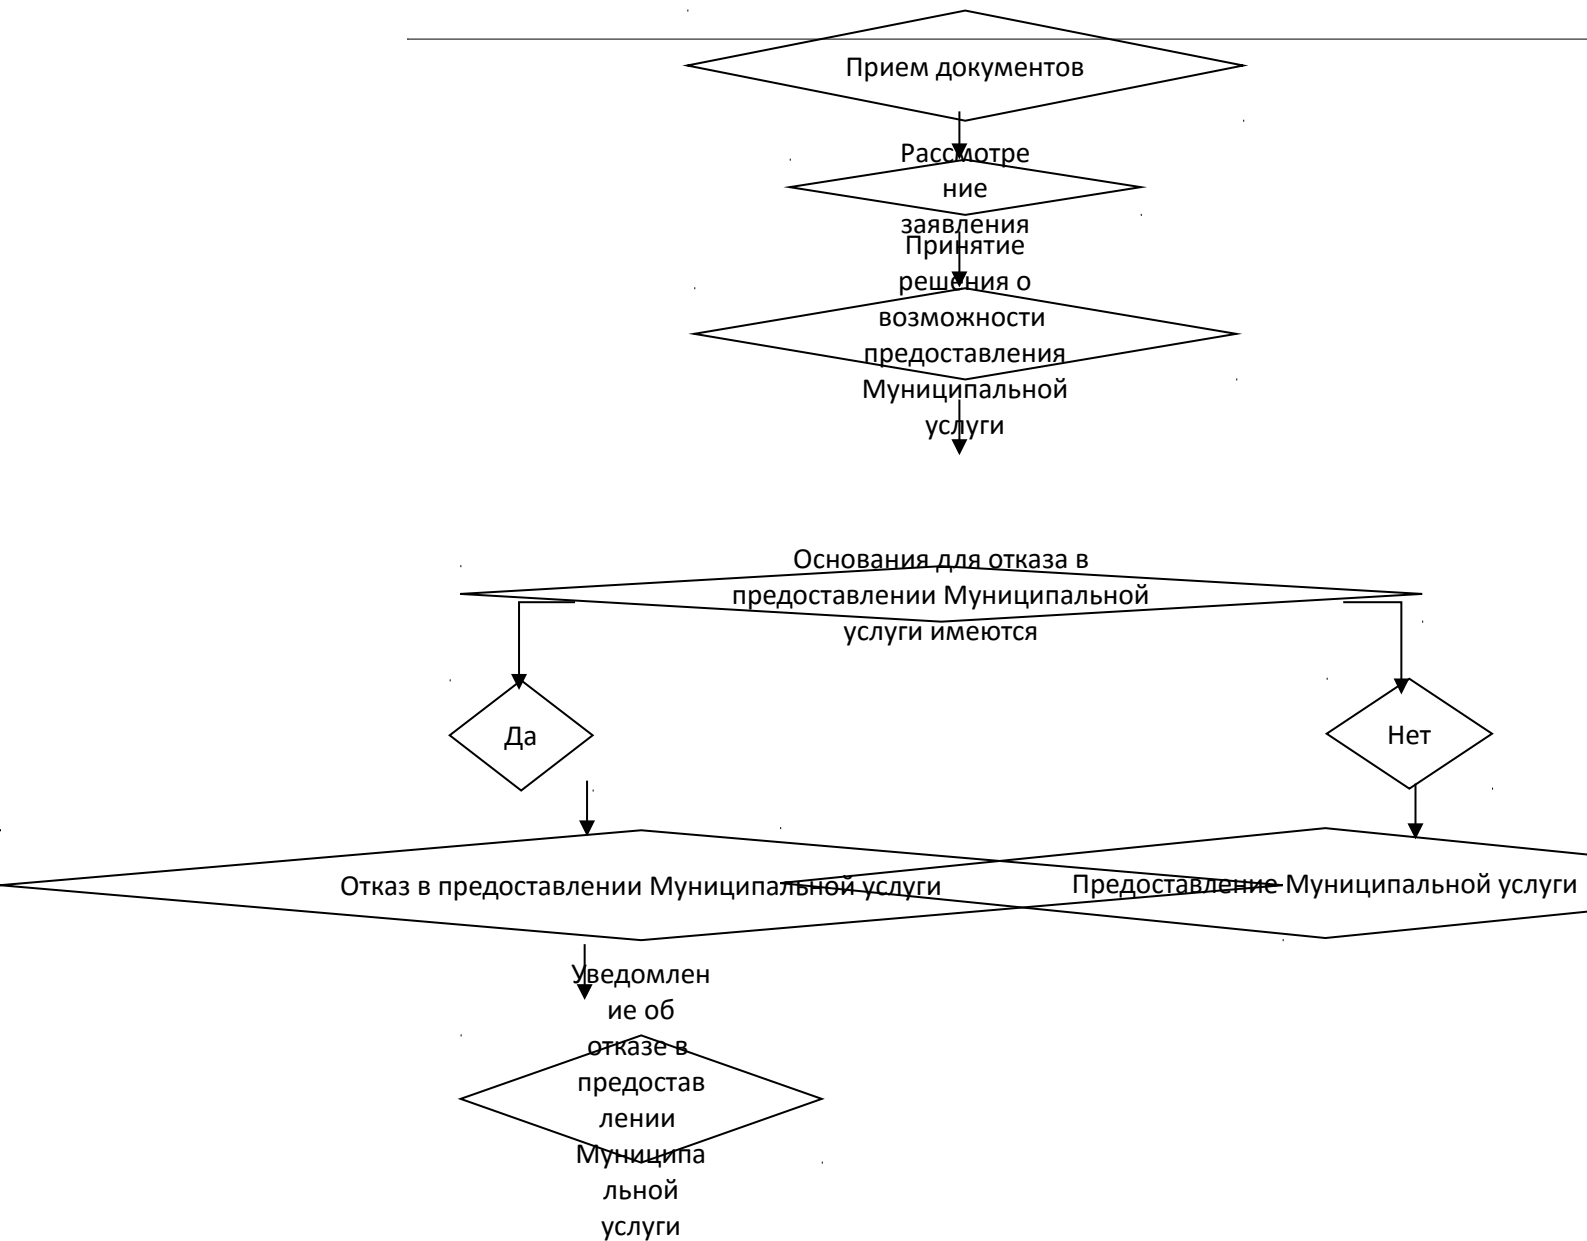 Прием документов
Рассмотре
ние
заявления
Принятие
решения о
возможности
предоставления
Муниципальной
услуги
Основания для отказа в
предоставлении Муниципальной
услуги имеются
Да
Нет
Отказ в предоставлении Муниципальной услуги
Предоставление Муниципальной услуги
Уведомлен
ие об
отказе в
предостав
лении
Муниципа
льной
услуги